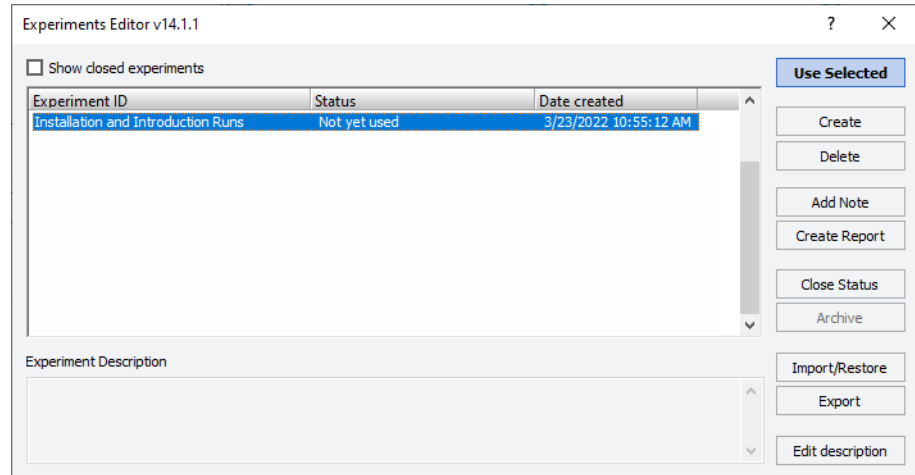 Experiments Editor v14.1.1 ?
Show closed experiments
Use Selected
Experiment ID Status Date created
Installation and Introduction Runs Not yet used 3/23/2022 10:55:12 AM
Create
Delete
Add Note
Create Report
Close Status
Archive
Experiment Description
Import/Restore
Export
Edit description